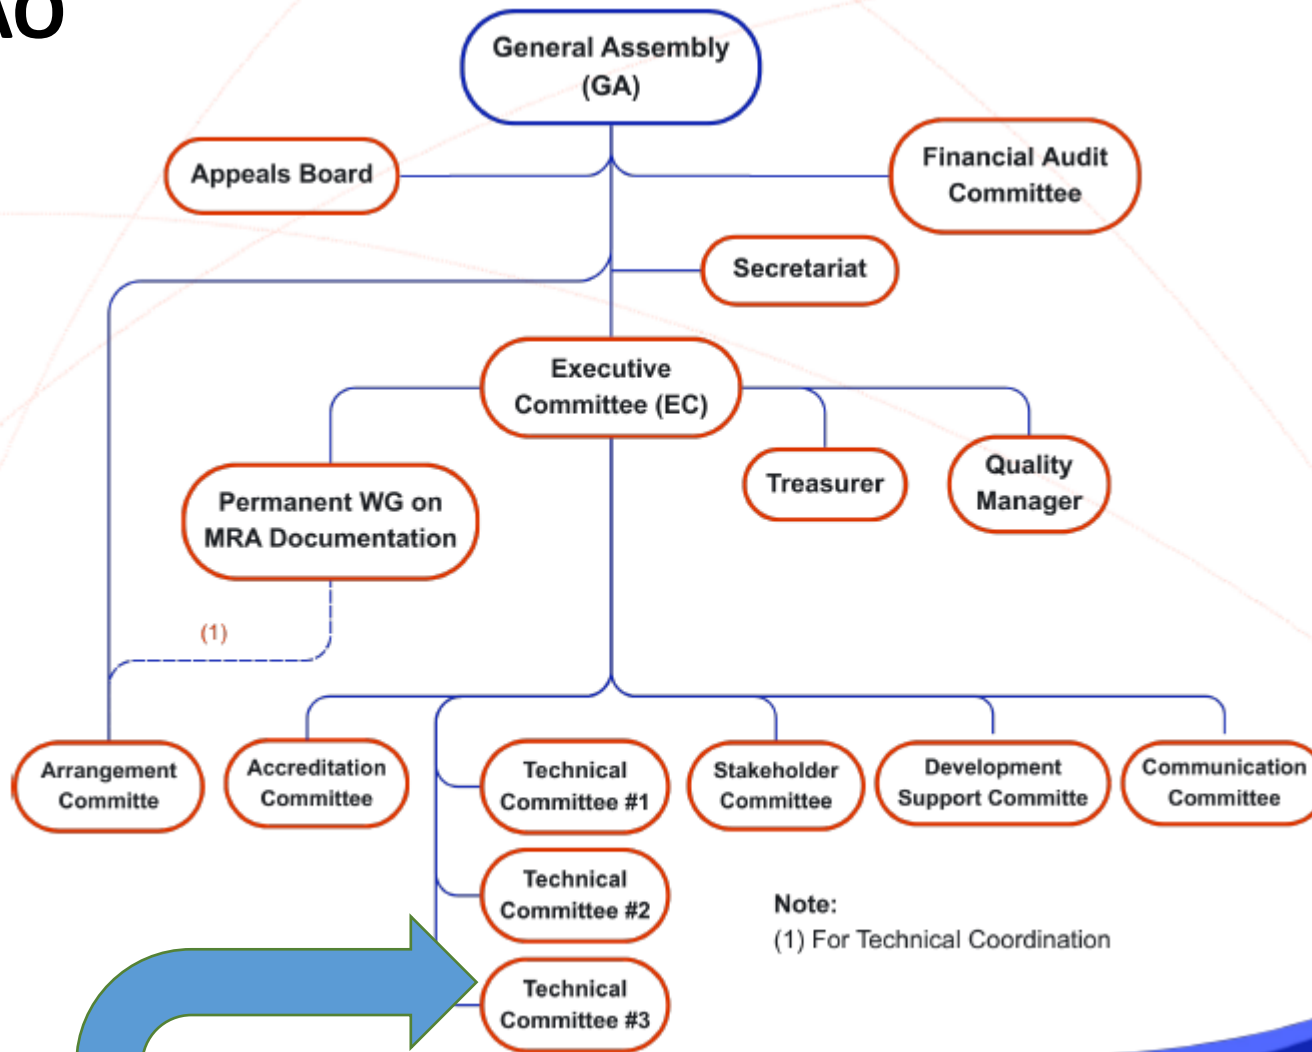 AO
General Assembly
(GA)
Appeals Board
Financial Audit
Committee
Secretariat
Executive
Committee (EC)
Treasurer
Quality
Manager
Permanent WG on
MRA Documentation
(1)
Arrangement
Committe
Accreditation
Committee
Technical
Committee #1
Stakeholder
Committee
Development
Support Committe
Communication
Committee
Technical
Committee #2
Note:
(1) For Technical Coordination
Technical
Committee #3